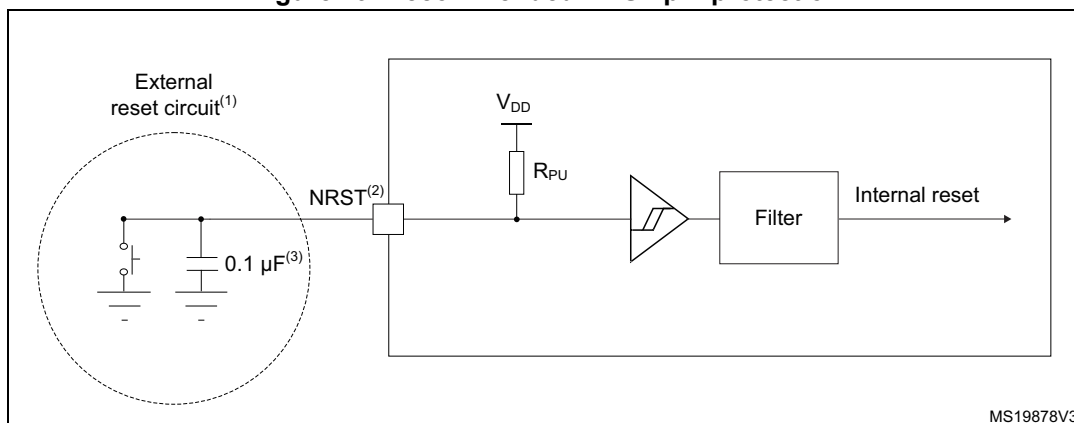 External
reset circuit(1)
VDD
RPU
NRST(2)
Filter
Internal reset
0.1 µF(3)
MS19878V3